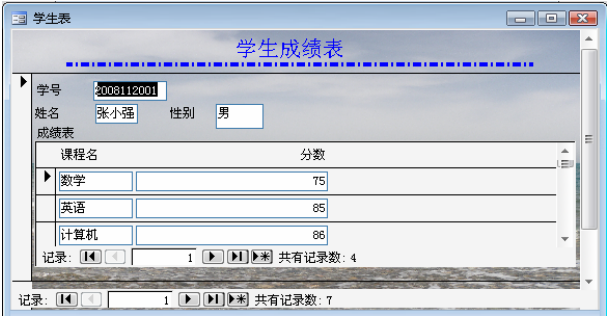 学生表
学生成绩表
学号 2008112001
姓名 张小强 性别 男
成绩表
课程名 分数
数学 75
英语 85
计算机 86
记录: 1 共有记录数: 4
记录: 1 共有记录数: 7